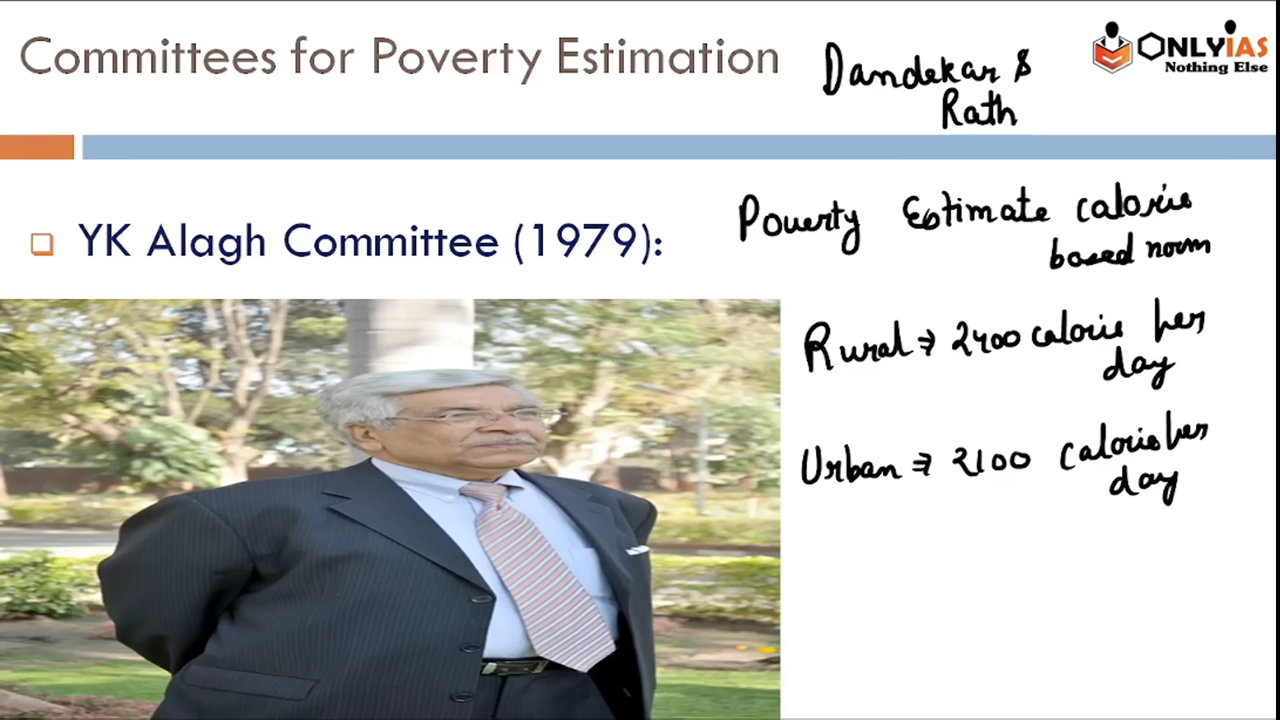 Committees for Poverty Estimation
Dandekar &
Rath
ONLYIAS
Nothing Else
YK Alagh Committee (1979):
Poverty Estimate calorie
based norm
Rural ⇒ 2400 calorie per
day
Urban ⇒ 2100 calorie per
day